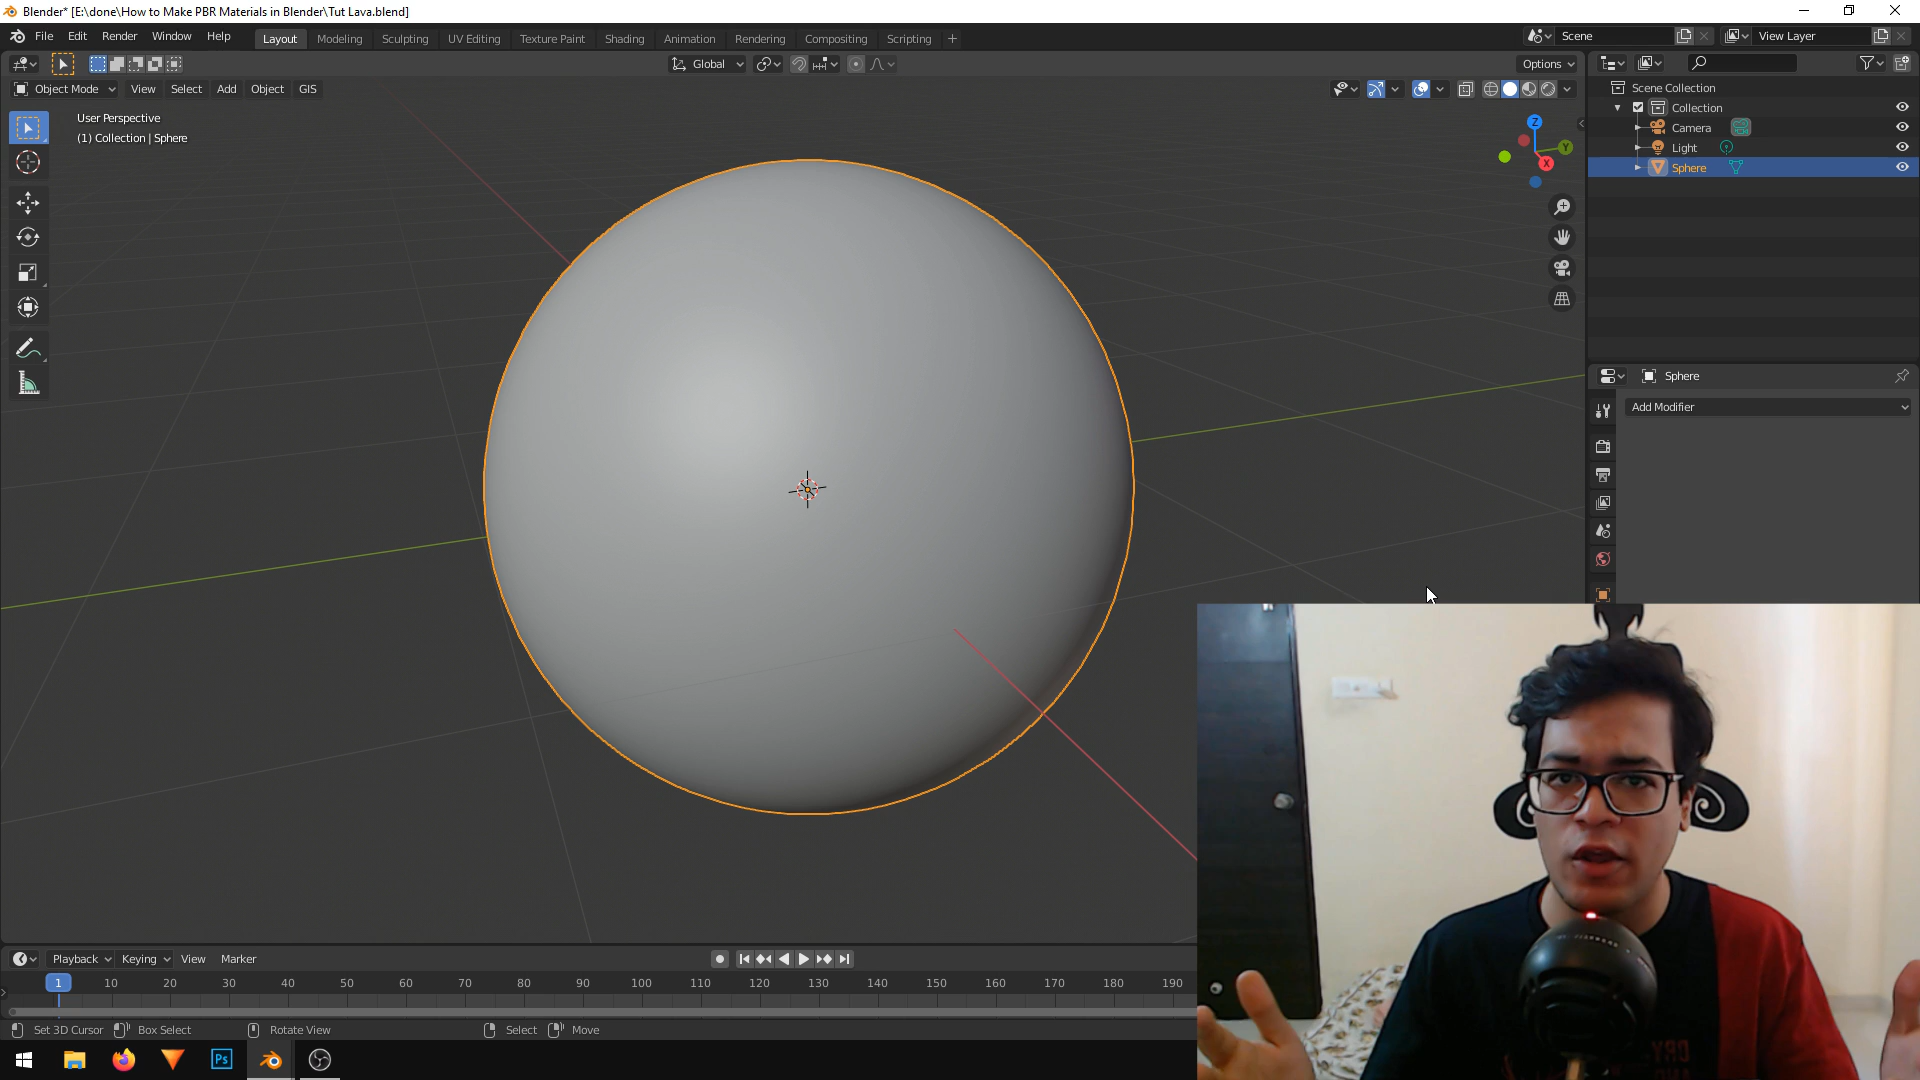 Blender* [E:\done\How to Make PBR Materials in Blender\Tut Lava.blend]
File Edit Render Window Help
Layout Modeling Sculpting UV Editing Texture Paint Shading Animation Rendering Compositing Scripting +
Scene
View Layer
Global
Options
Object Mode View Select Add Object GIS
User Perspective
(1) Collection | Sphere
Z
Y
X
Scene Collection
Collection
Camera
Light
Sphere
Sphere
Add Modifier
Playback Keying View Marker
1 10 20 30 40 50 60 70 80 90 100 110 120 130 140 150 160 170 180 190
Set 3D Cursor Box Select Rotate View Select Move
Ps